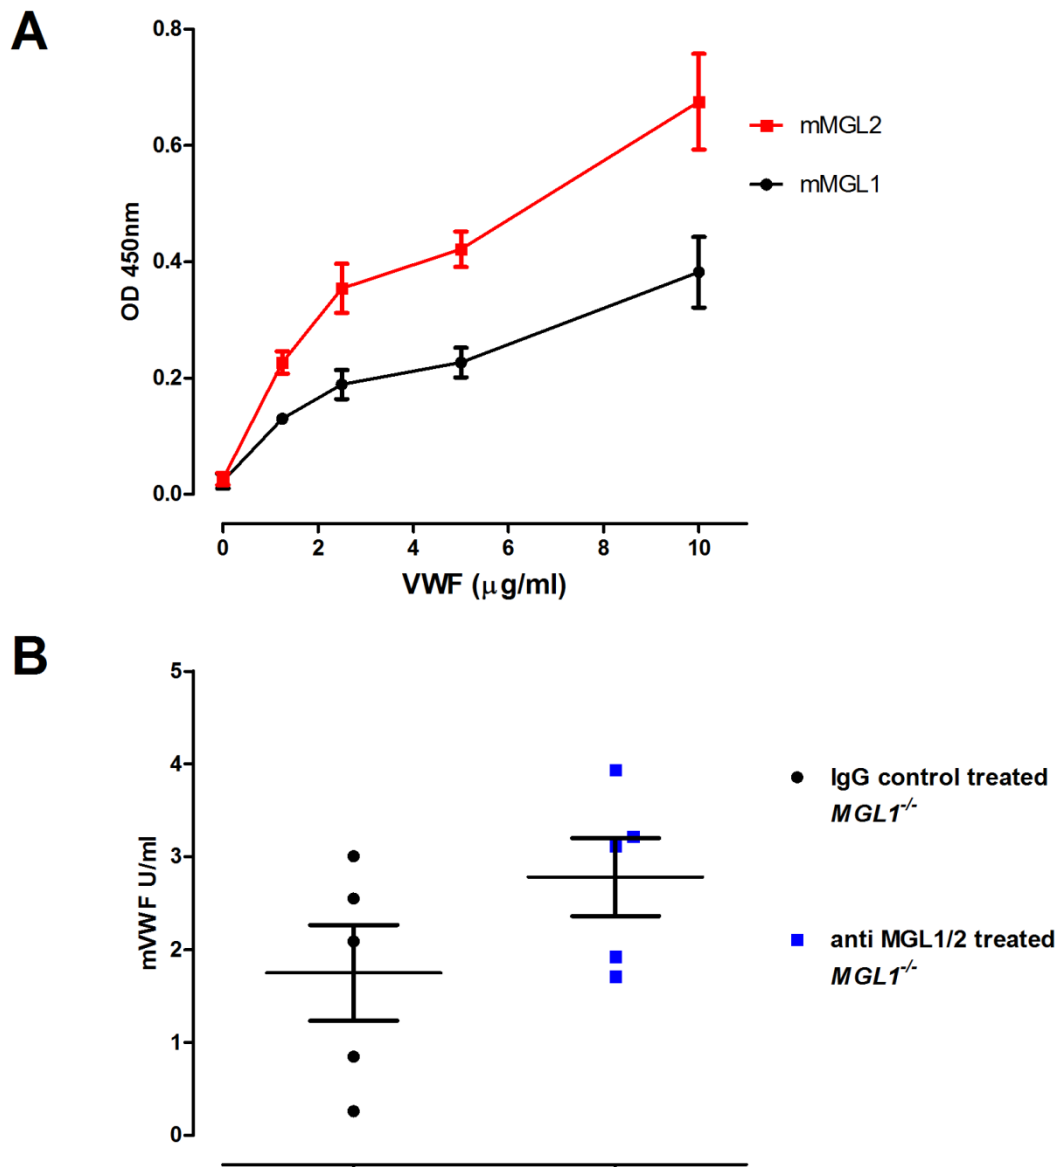 A
0.8
0.6
0.4
0.2
0.0
OD 450nm
0 2 4 6 8 10
VWF (μg/ml)
mMGL2
mMGL1
B
5
4
3
2
1
0
mVWF U/ml
IgG control treated
MGL1-/-
anti MGL1/2 treated
MGL1-/-